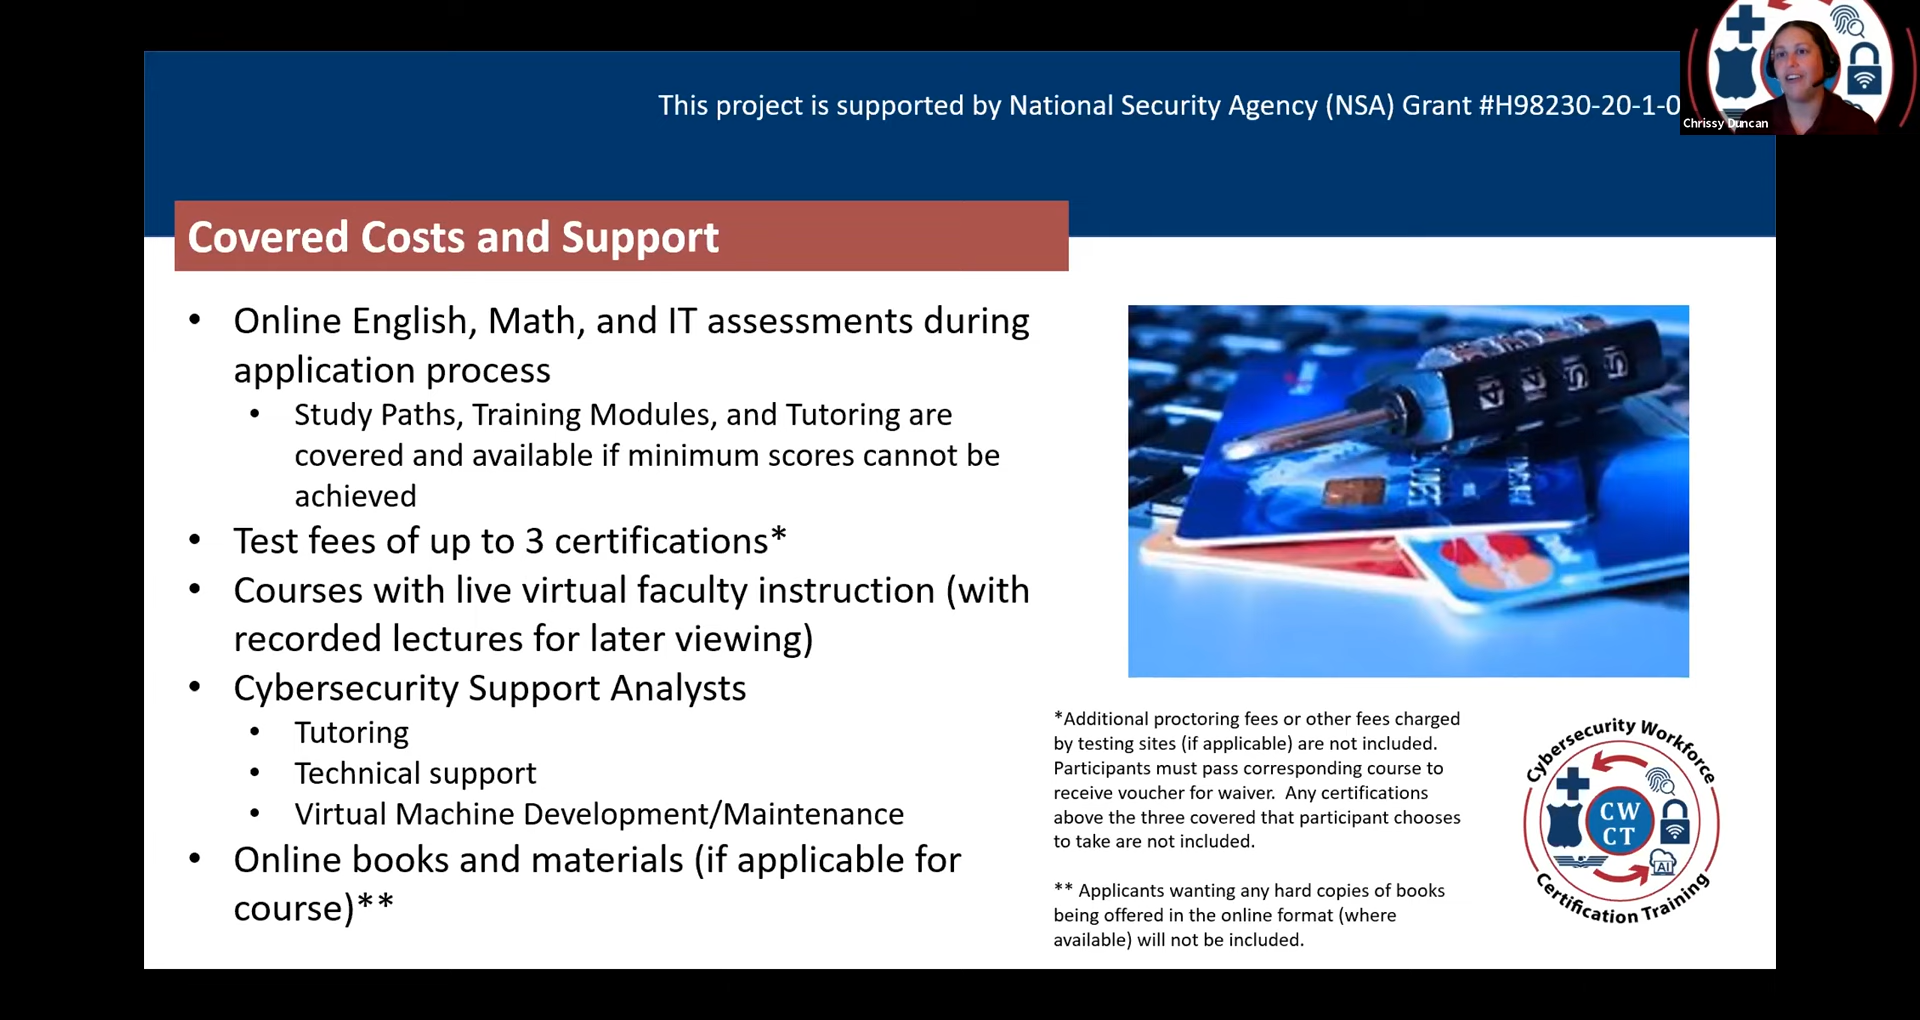 This project is supported by National Security Agency (NSA) Grant #H98230-20-1-0
Chrissy Duncan
Covered Costs and Support
• Online English, Math, and IT assessments during
application process
• Study Paths, Training Modules, and Tutoring are
covered and available if minimum scores cannot be
achieved
• Test fees of up to 3 certifications*
• Courses with live virtual faculty instruction (with
recorded lectures for later viewing)
• Cybersecurity Support Analysts
• Tutoring
• Technical support
• Virtual Machine Development/Maintenance
• Online books and materials (if applicable for
course)**
*Additional proctoring fees or other fees charged
by testing sites (if applicable) are not included.
Participants must pass corresponding course to
receive voucher for waiver.  Any certifications
above the three covered that participant chooses
to take are not included.
** Applicants wanting any hard copies of books
being offered in the online format (where
available) will not be included.
Cybersecurity Workforce
CW
CT
AI
Certification Training